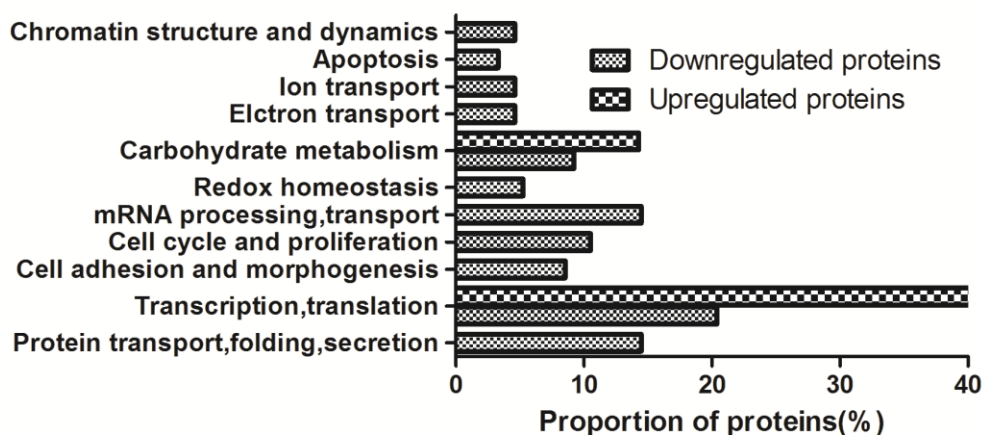 Chromatin structure and dynamics
Apoptosis
Ion transport
Elctron transport
Carbohydrate metabolism
Redox homeostasis
mRNA processing,transport
Cell cycle and proliferation
Cell adhesion and morphogenesis
Transcription,translation
Protein transport,folding,secretion
Downregulated proteins
Upregulated proteins
0 10 20 30 40
Proportion of proteins(%)